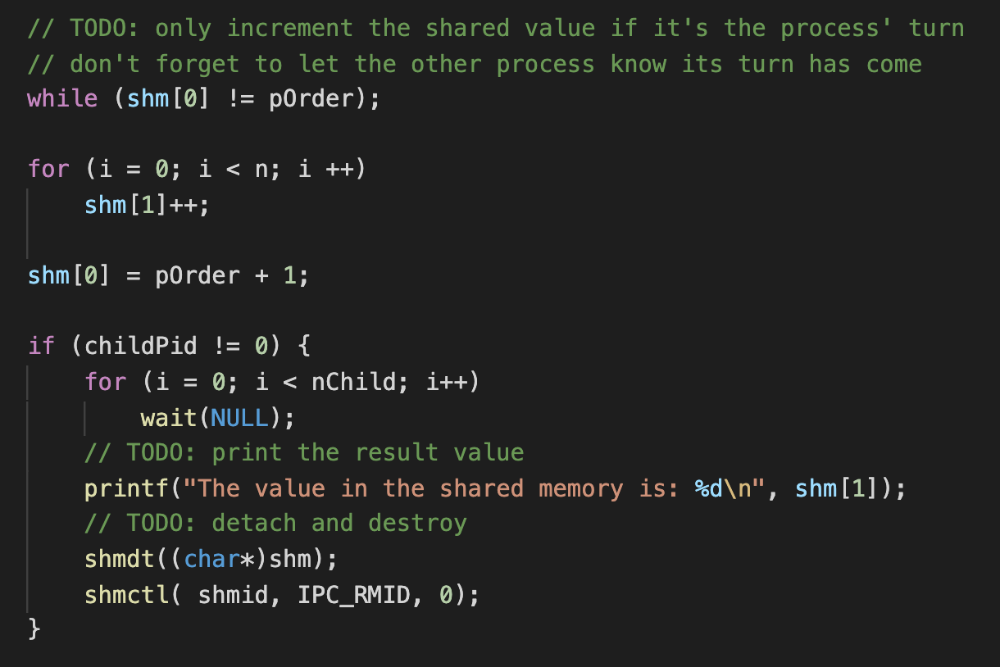 // TODO: only increment the shared value if it's the process' turn
// don't forget to let the other process know its turn has come
while (shm[0] != pOrder);
for (i = 0; i < n; i ++)
shm[1]++;
shm[0] = pOrder + 1;
if (childPid != 0) {
for (i = 0; i < nChild; i++)
wait(NULL);
// TODO: print the result value
printf("The value in the shared memory is: %d\n", shm[1]);
// TODO: detach and destroy
shmdt((char*)shm);
shmctl( shmid, IPC_RMID, 0);
}